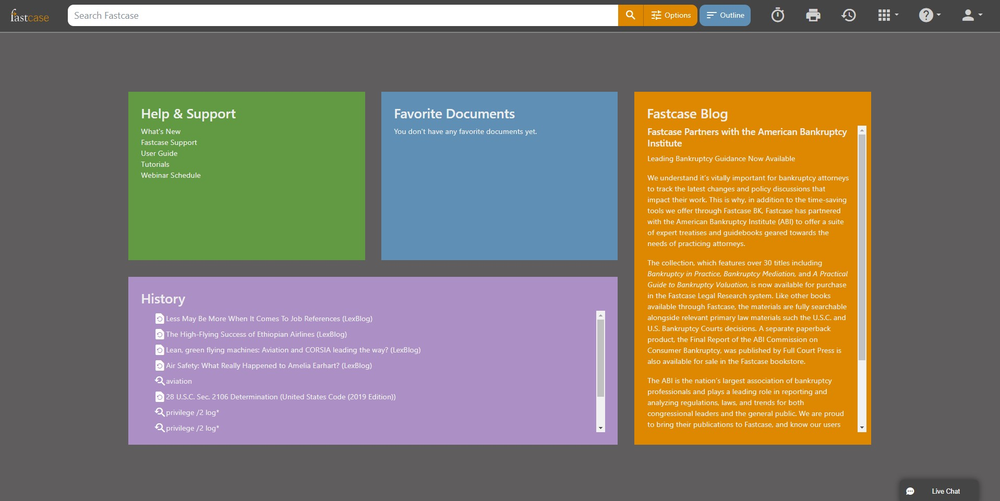 fastcase
Search Fastcase
Options
Outline
Help & Support
What's New
Fastcase Support
User Guide
Tutorials
Webinar Schedule
Favorite Documents
You don't have any favorite documents yet.
History
Less May Be More When It Comes To Job References (LexBlog)
The High-Flying Success of Ethiopian Airlines (LexBlog)
Lean, green flying machines: Aviation and CORSIA leading the way? (LexBlog)
Air Safety: What Really Happened to Amelia Earhart? (LexBlog)
aviation
28 U.S.C. Sec. 2106 Determination (United States Code (2019 Edition))
privilege /2 log*
privilege /2 log*
Fastcase Blog
Fastcase Partners with the American Bankruptcy
Institute
Leading Bankruptcy Guidance Now Available
We understand it's vitally important for bankruptcy attorneys
to track the latest changes and policy discussions that
impact their work. This is why, in addition to the time-saving
tools we offer through Fastcase BK, Fastcase has partnered
with the American Bankruptcy Institute (ABI) to offer a suite
of expert treatises and guidebooks geared towards the
needs of practicing attorneys.
The collection, which features over 30 titles including
Bankruptcy in Practice, Bankruptcy Mediation, and A Practical
Guide to Bankruptcy Valuation, is now available for purchase
in the Fastcase Legal Research system. Like other books
available through Fastcase, the materials are fully searchable
alongside relevant primary law materials such the U.S.C. and
U.S. Bankruptcy Courts decisions. A separate paperback
product, the Final Report of the ABI Commission on
Consumer Bankruptcy, was published by Full Court Press is
also available for sale in the Fastcase bookstore.
The ABI is the nation's largest association of bankruptcy
professionals and plays a leading role in reporting and
analyzing regulations, laws, and trends for both
congressional leaders and the general public. We are proud
to bring their publications to Fastcase, and know our users
Live Chat